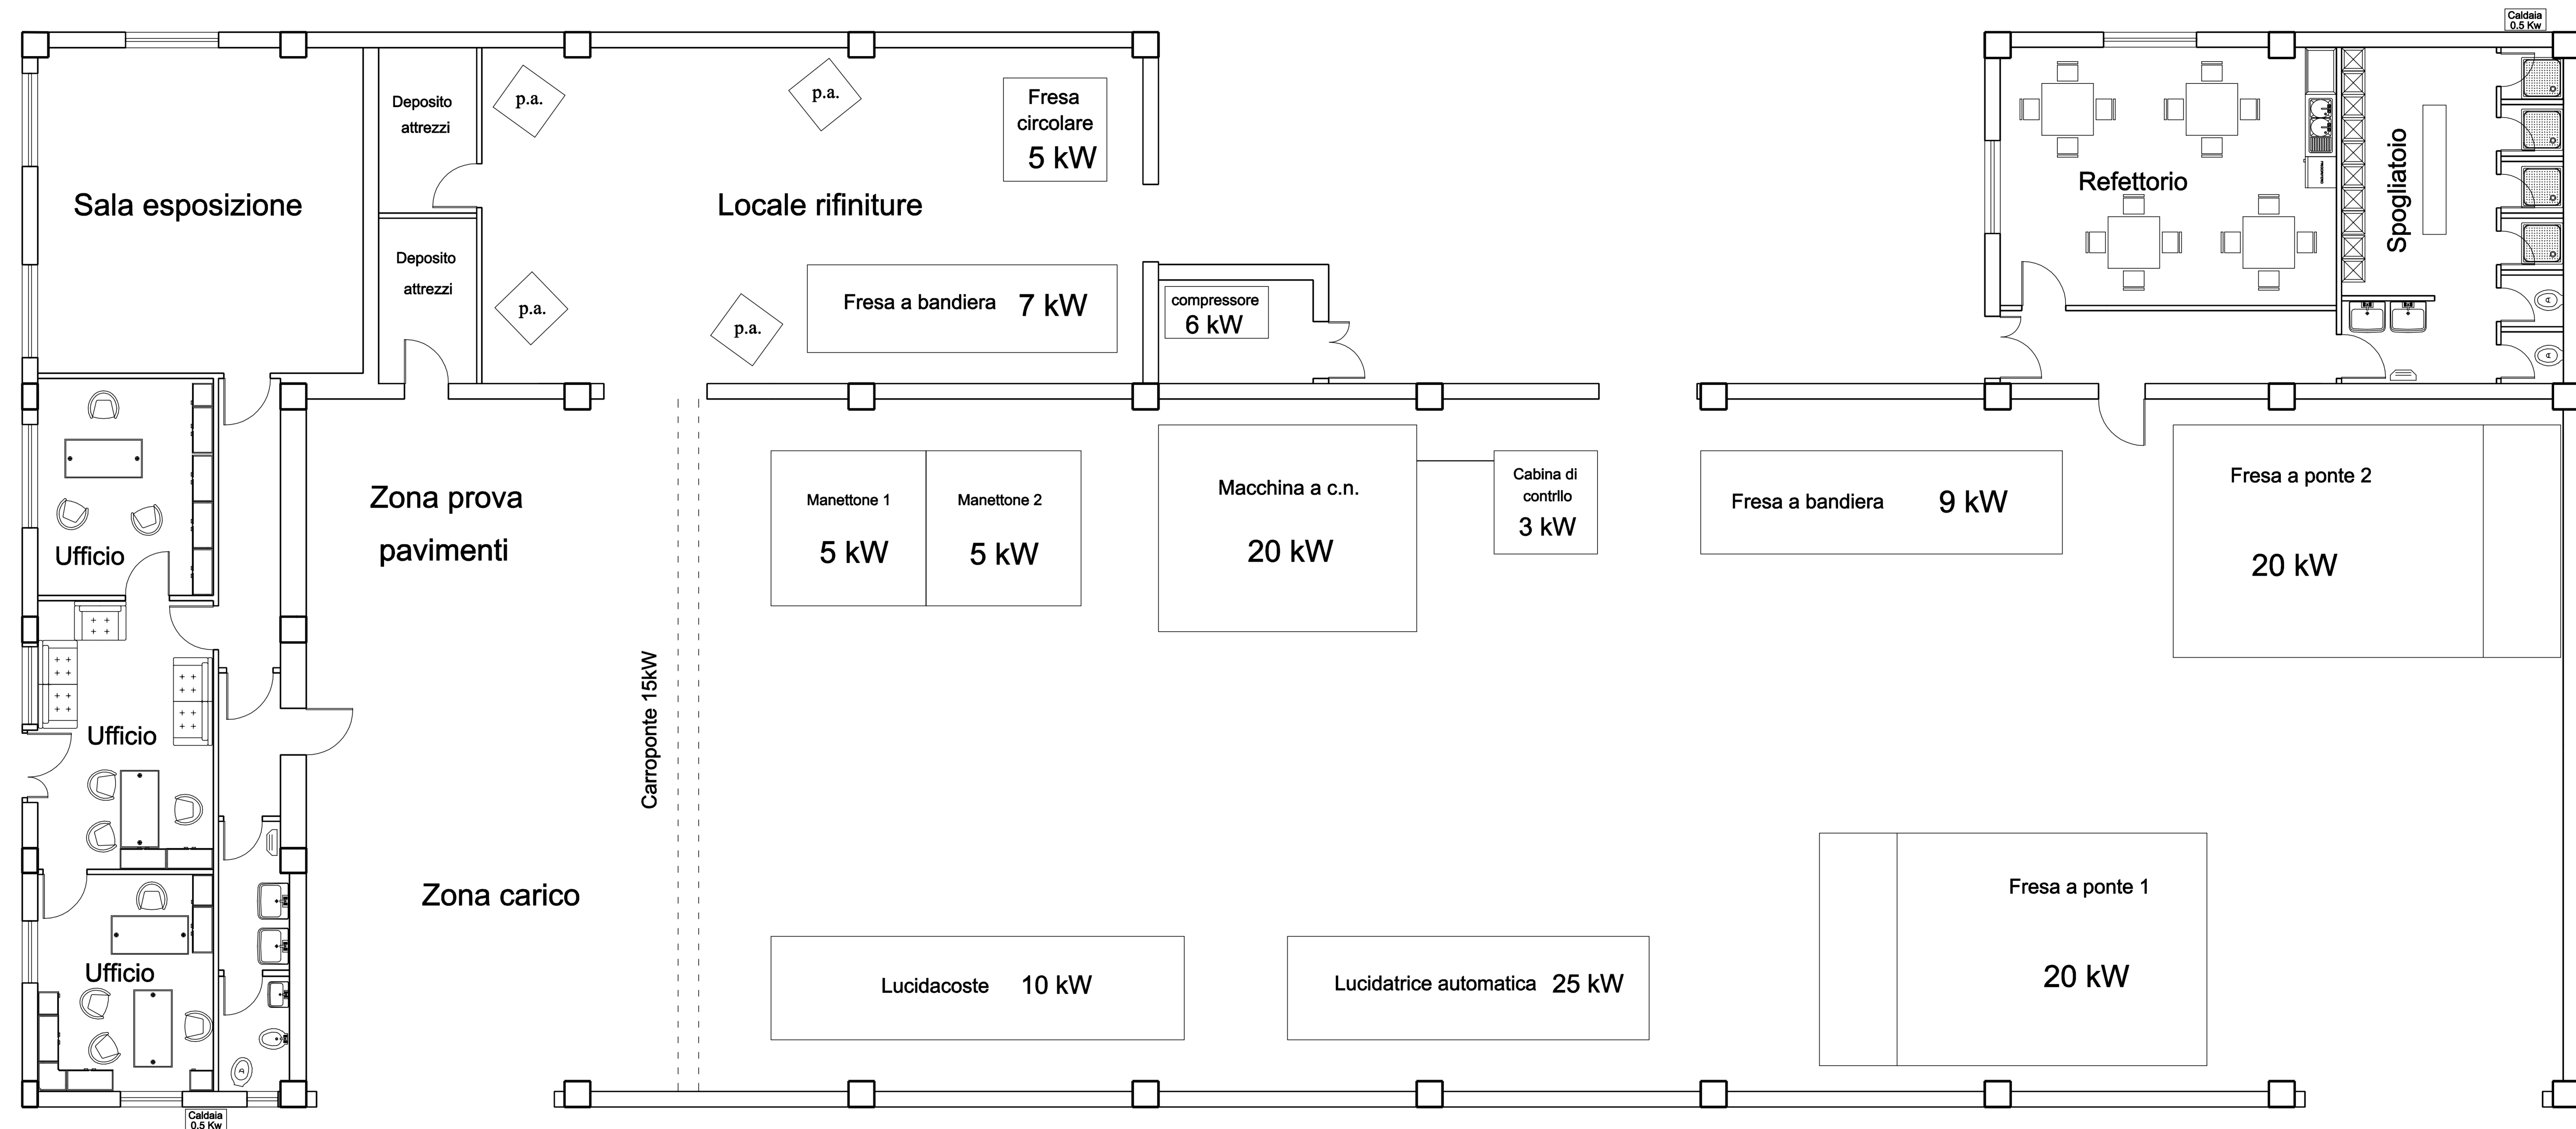 Caldaia
0.5 Kw
Deposito
attrezzi
p.a.
p.a.
Fresa
circolare
5 kW
Sala esposizione
Locale rifiniture
Refettorio
Spogliatoio
Deposito
attrezzi
p.a.
p.a.
Fresa a bandiera 7 kW
compressore
6 kW
Ufficio
Zona prova
pavimenti
Manettone 1
5 kW
Manettone 2
5 kW
Macchina a c.n.
20 kW
Cabina di
contrllo
3 kW
Fresa a bandiera 9 kW
Fresa a ponte 2
20 kW
Carroponte 15kW
Ufficio
Zona carico
Ufficio
Lucidacoste 10 kW
Lucidatrice automatica 25 kW
Fresa a ponte 1
20 kW
Caldaia
0.5 Kw